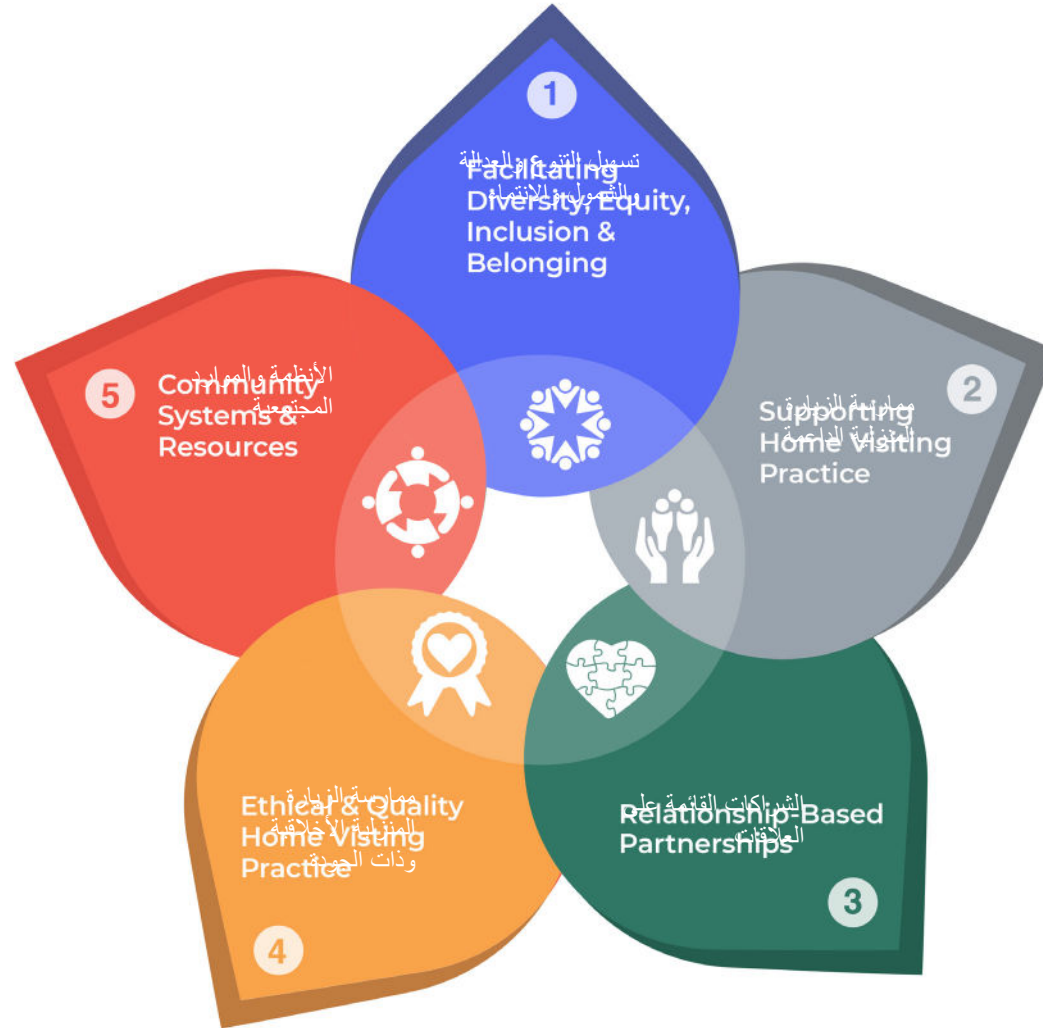 1
تسهيل التنوع والعدالة
والشمول والانتماء
Facilitating
Diversity, Equity,
Inclusion &
Belonging
2
ممارسة الزيارة
المنزلية الداعمة
Supporting
Home Visiting
Practice
3
الشراكات القائمة على
العلاقات
Relationship-Based
Partnerships
4
ممارسة الزيارة
المنزلية الأخلاقية
وذات الجودة
Ethical & Quality
Home Visting
Practice
5
الأنظمة والموارد
المجتمعية
Community
Systems &
Resources